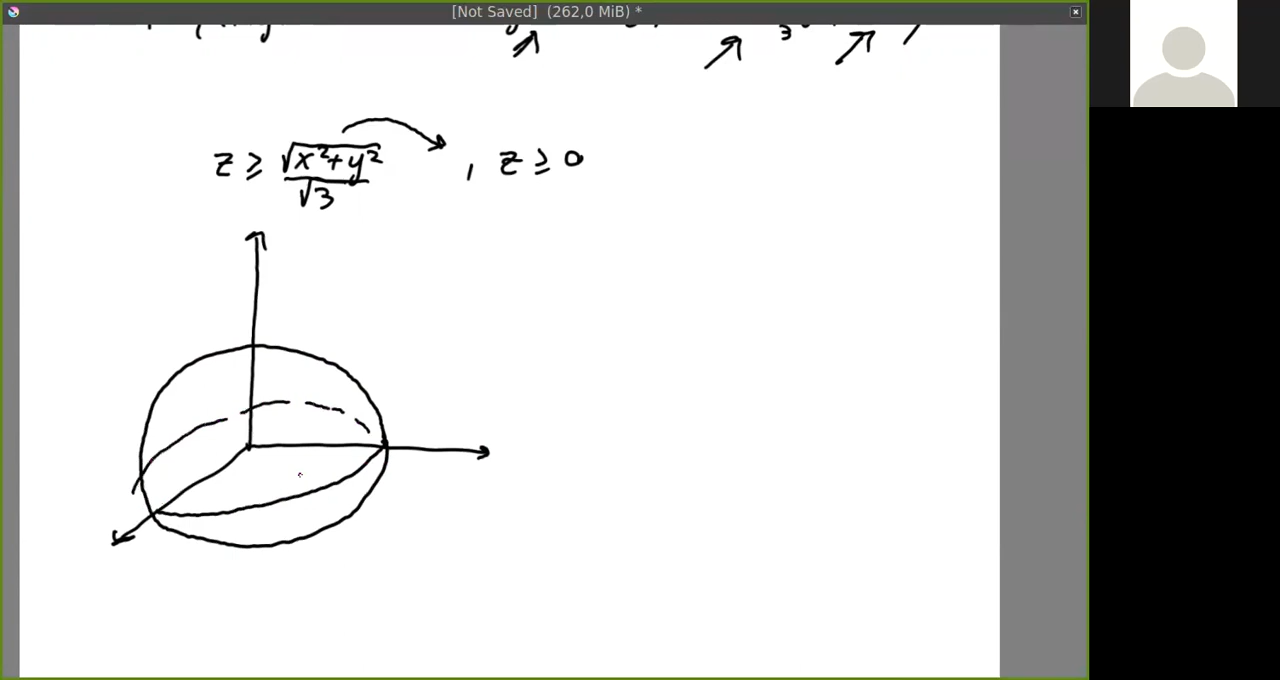 [Not Saved] (262,0 MiB) *
z ≥ √(x²+y²)/√3 , z ≥ 0